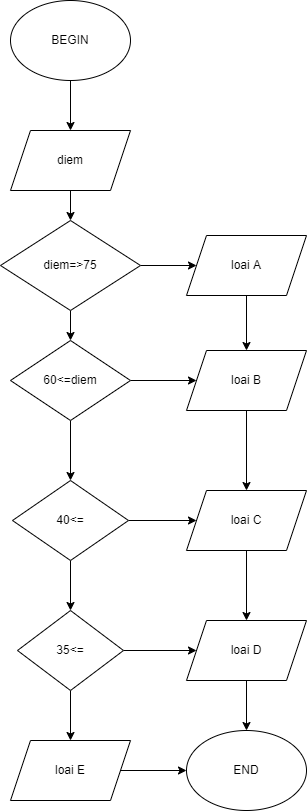 BEGIN
diem
diem=>75
loai A
60<=diem
loai B
40<=
loai C
35<=
loai D
loai E
END